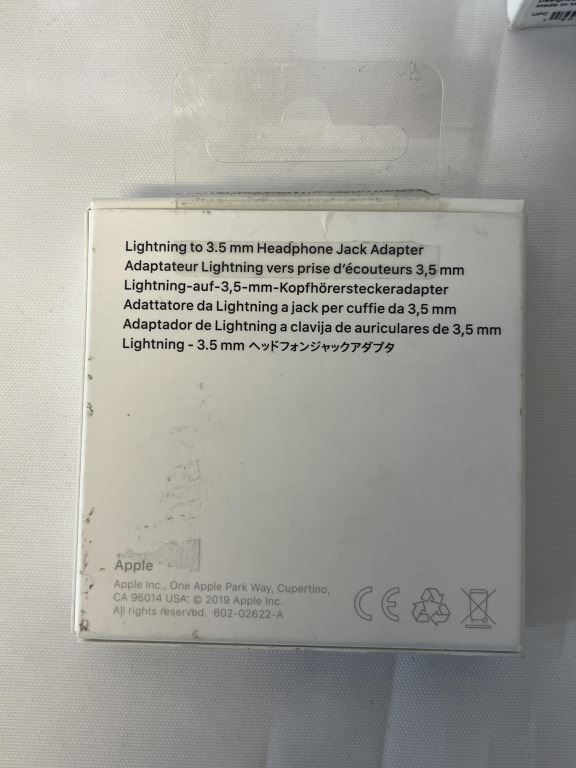 Lightning to 3.5 mm Headphone Jack Adapter
Adaptateur Lightning vers prise d'écouteurs 3,5 mm
Lightning-auf-3,5-mm-Kopfhörersteckeradapter
Adattatore da Lightning a jack per cuffie da 3,5 mm
Adaptador de Lightning a clavija de auriculares de 3,5 mm
Lightning - 3.5 mm ヘッドフォンジャックアダプタ
Apple
Apple Inc., One Apple Park Way, Cupertino,
CA 95014 USA. © 2019 Apple Inc.
All rights reserved. 602-02622-A
CE